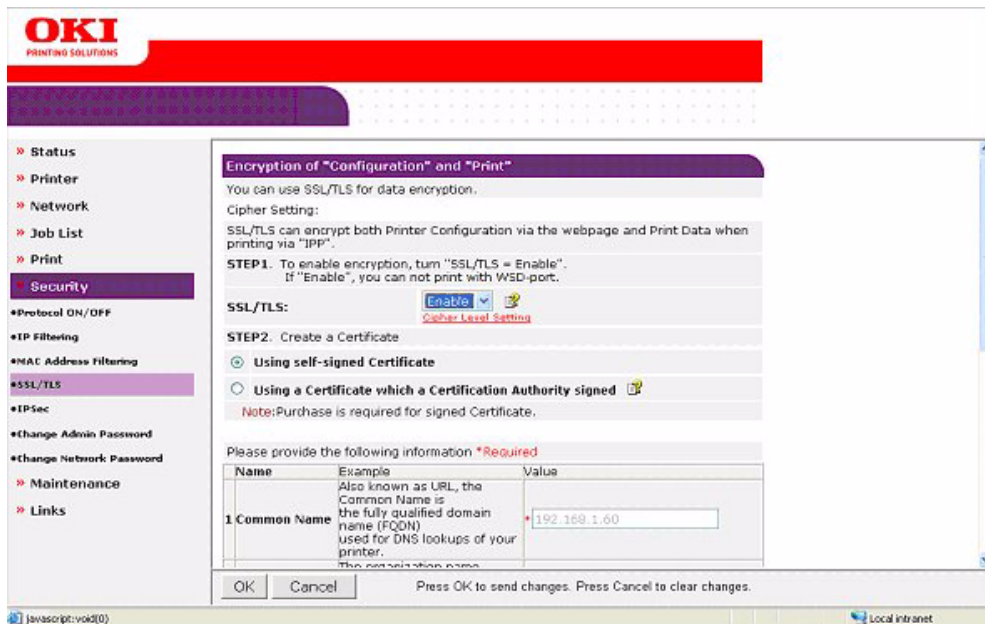 OKI
PRINTING SOLUTIONS
» Status
» Printer
» Network
» Job List
» Print
Security
•Protocol ON/OFF
•IP Filtering
•MAC Address Filtering
•SSL/TLS
•IPSec
•Change Admin Password
•Change Network Password
» Maintenance
» Links
Encryption of "Configuration" and "Print"
You can use SSL/TLS for data encryption.
Cipher Setting:
SSL/TLS can encrypt both Printer Configuration via the webpage and Print Data when
printing via "IPP".
STEP1. To enable encryption, turn "SSL/TLS = Enable".
If "Enable", you can not print with WSD-port.
SSL/TLS: Enable
Cipher Level Setting
STEP2. Create a Certificate
Using self-signed Certificate
Using a Certificate which a Certification Authority signed
Note:Purchase is required for signed Certificate.
Please provide the following information *Required
Name Example Value
1 Common Name Also known as URL, the
Common Name is
the fully qualified domain
name (FQDN)
used for DNS lookups of your
printer.
* 192.168.1.60
The organization name
OK Cancel Press OK to send changes. Press Cancel to clear changes.
javascript:void(0) Local intranet